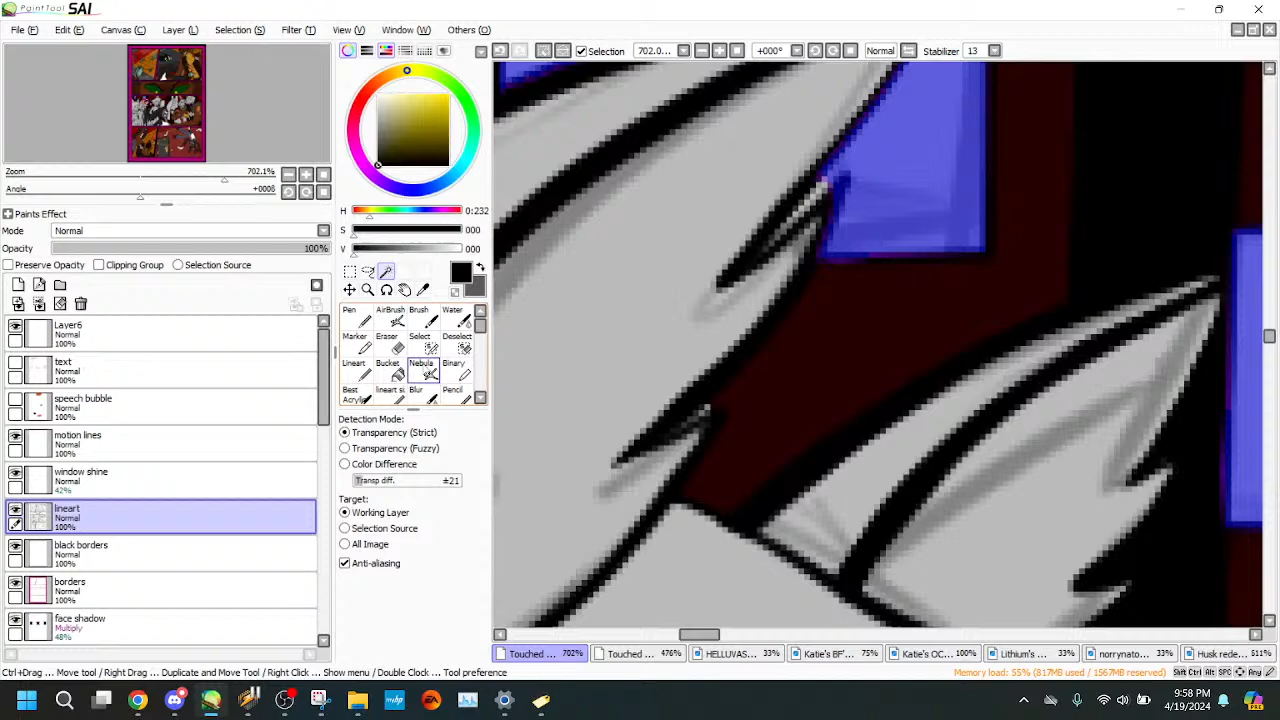 PaintTool SAI
File (F) Edit (E) Canvas (C) Layer (L) Selection (S) Filter (T) View (V) Window (W) Others (O)
Selection 702.0... +000° Normal Stabilizer 13
Zoom 702.1%
Angle +000§
Paints Effect
Mode Normal
Opacity 100%
Preserve Opacity Clipping Group Selection Source
H 0:232
S 000
V 000
Pen AirBrush Brush Water
Marker Eraser Select Deselect
Lineart Bucket Nebula Binary
Best Acrylic lineart si Blur Pencil
Detection Mode:
Transparency (Strict)
Transparency (Fuzzy)
Color Difference
Transp diff. ±21
Target:
Working Layer
Selection Source
All Image
Anti-aliasing
Layer6
Normal
100%
text
Normal
100%
speech bubble
Normal
100%
motion lines
Normal
100%
window shine
Normal
42%
lineart
Normal
100%
black borders
Normal
100%
borders
Normal
100%
face shadow
Multiply
48%
Touched ... 702% Touched ... 476% HELLUVAS... 33% Katie's BF'... 75% Katie's OC... 100% Lithium's ... 33% norrynato... 33% Husk rede... 511%
Ctrl+Drag ... Move tool / Right Drag ... Duplicate and Move Tool / Right Click ... Show menu / Double Click ... Tool preference. Memory load: 55% (817MB used / 1567MB reserved) Shift Ctrl Alt SPC Any
9:58 PM
4/19/2024